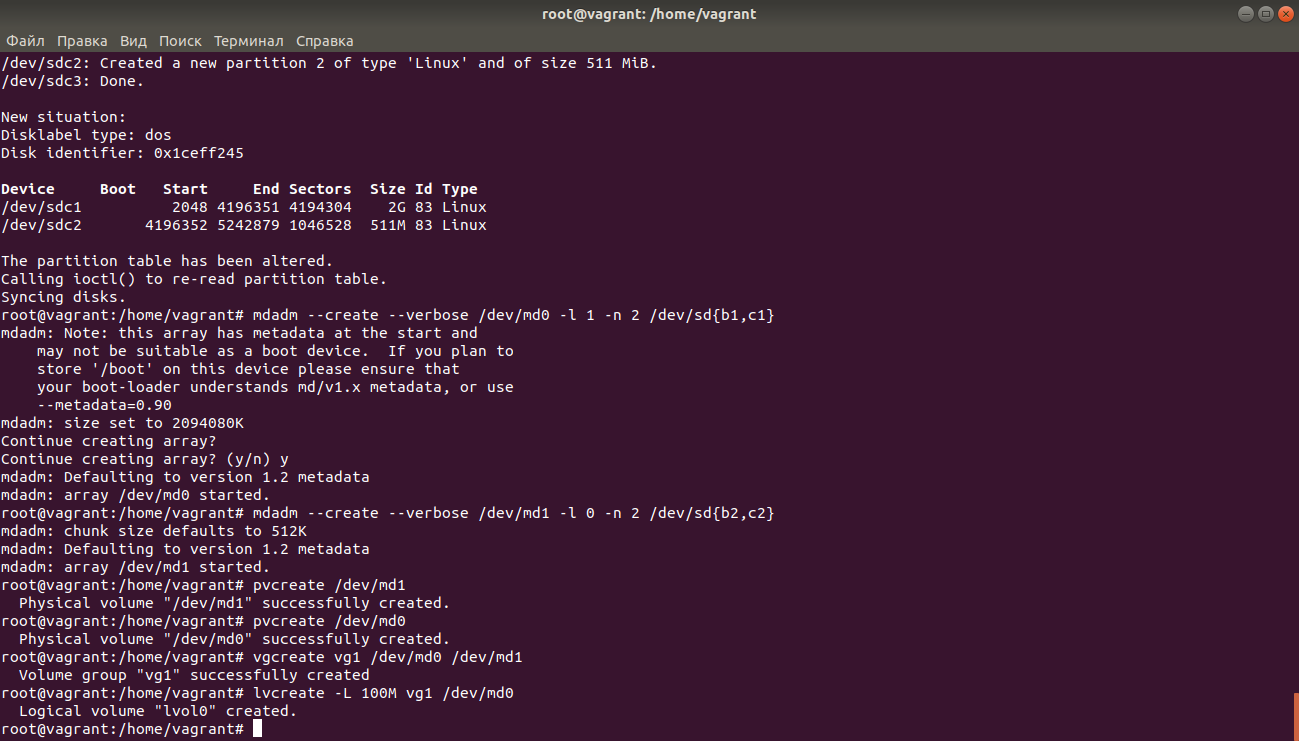 root@vagrant: /home/vagrant
Файл Правка Вид Поиск Терминал Справка
/dev/sdc2: Created a new partition 2 of type 'Linux' and of size 511 MiB.
/dev/sdc3: Done.

New situation:
Disklabel type: dos
Disk identifier: 0x1ceff245

Device     Boot   Start     End Sectors  Size Id Type
/dev/sdc1          2048 4196351 4194304    2G 83 Linux
/dev/sdc2       4196352 5242879 1046528  511M 83 Linux

The partition table has been altered.
Calling ioctl() to re-read partition table.
Syncing disks.
root@vagrant:/home/vagrant# mdadm --create --verbose /dev/md0 -l 1 -n 2 /dev/sd{b1,c1}
mdadm: Note: this array has metadata at the start and
    may not be suitable as a boot device.  If you plan to
    store '/boot' on this device please ensure that
    your boot-loader understands md/v1.x metadata, or use
    --metadata=0.90
mdadm: size set to 2094080K
Continue creating array?
Continue creating array? (y/n) y
mdadm: Defaulting to version 1.2 metadata
mdadm: array /dev/md0 started.
root@vagrant:/home/vagrant# mdadm --create --verbose /dev/md1 -l 0 -n 2 /dev/sd{b2,c2}
mdadm: chunk size defaults to 512K
mdadm: Defaulting to version 1.2 metadata
mdadm: array /dev/md1 started.
root@vagrant:/home/vagrant# pvcreate /dev/md1
  Physical volume "/dev/md1" successfully created.
root@vagrant:/home/vagrant# pvcreate /dev/md0
  Physical volume "/dev/md0" successfully created.
root@vagrant:/home/vagrant# vgcreate vg1 /dev/md0 /dev/md1
  Volume group "vg1" successfully created
root@vagrant:/home/vagrant# lvcreate -L 100M vg1 /dev/md0
  Logical volume "lvol0" created.
root@vagrant:/home/vagrant#